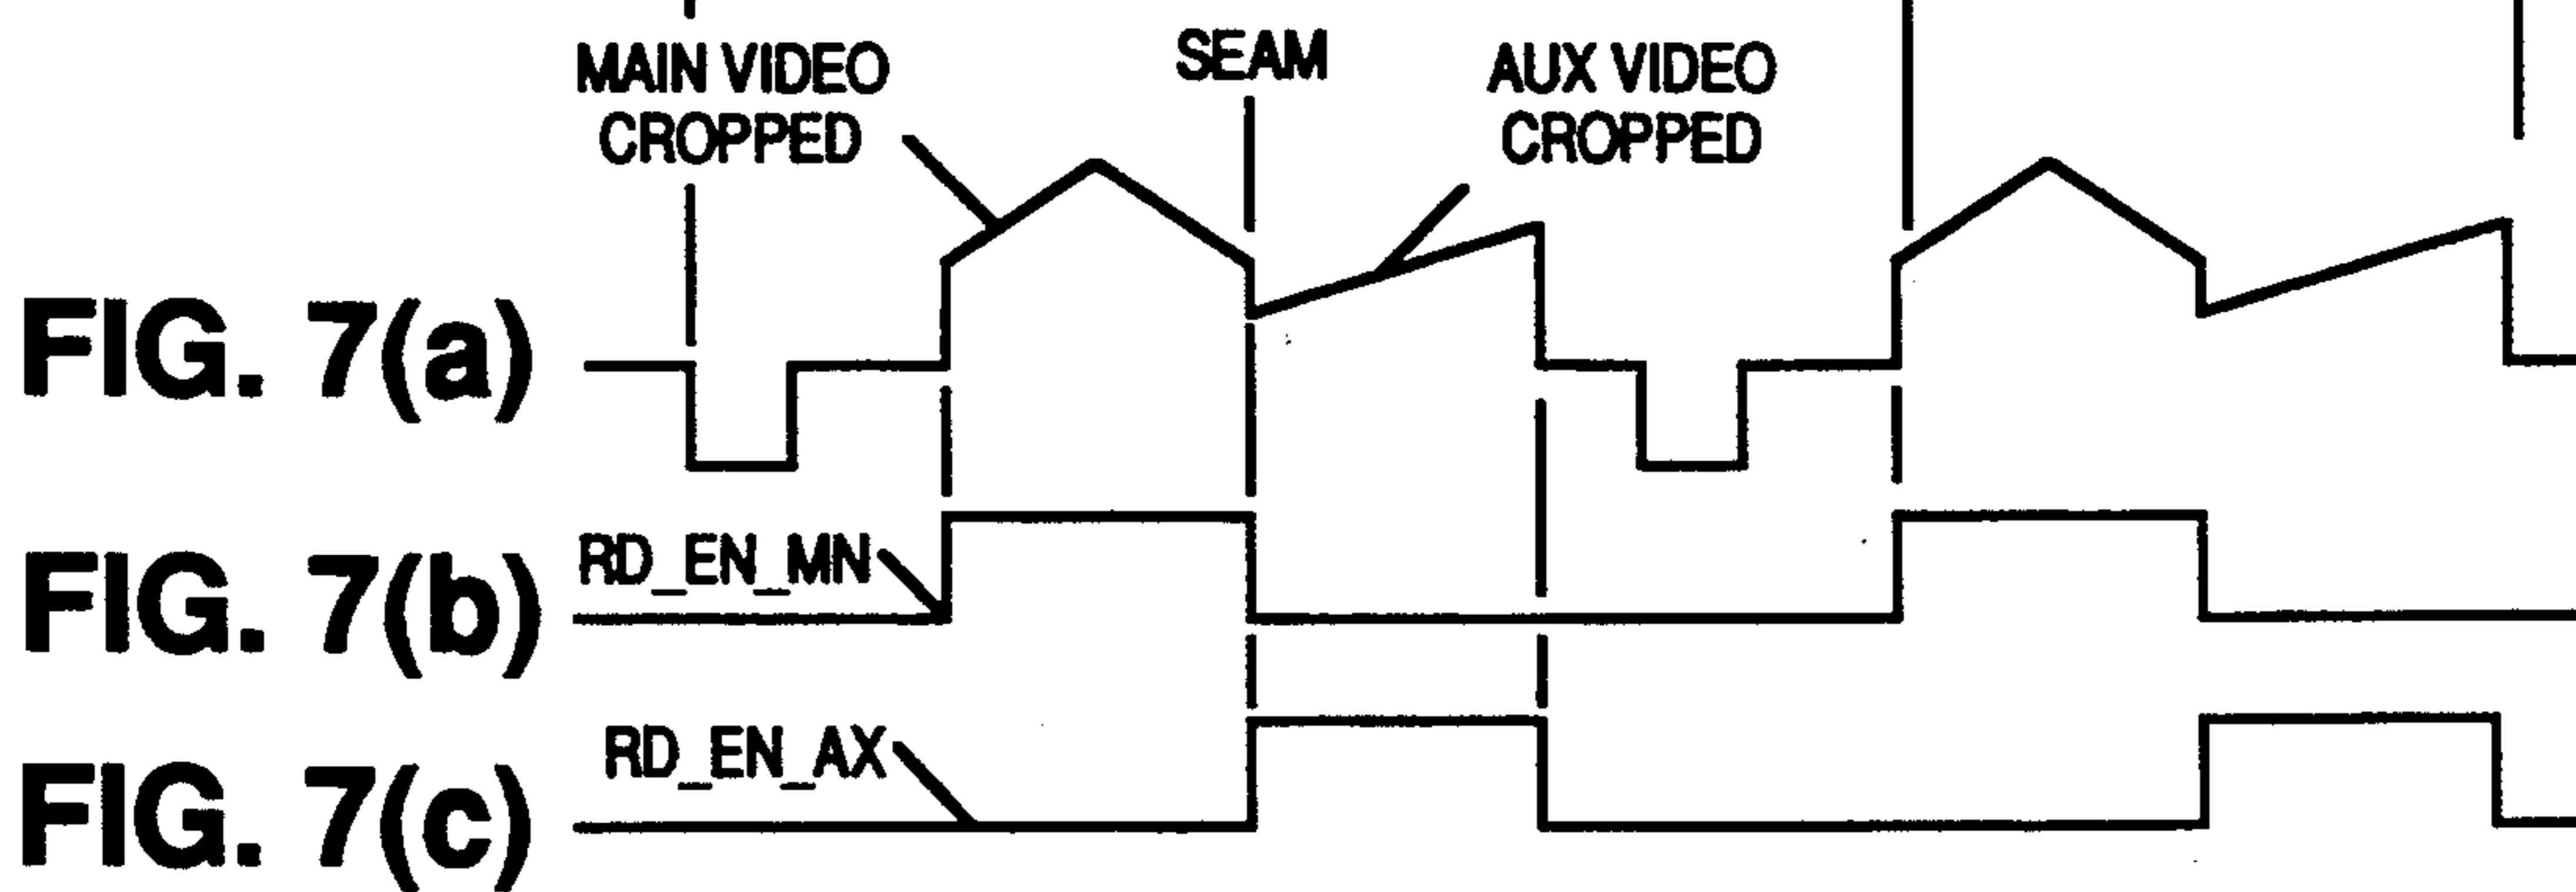 MAIN VIDEO
CROPPED
SEAM
AUX VIDEO
CROPPED
FIG. 7(a)
RD_EN_MN
FIG. 7(b)
RD_EN_AX
FIG. 7(c)